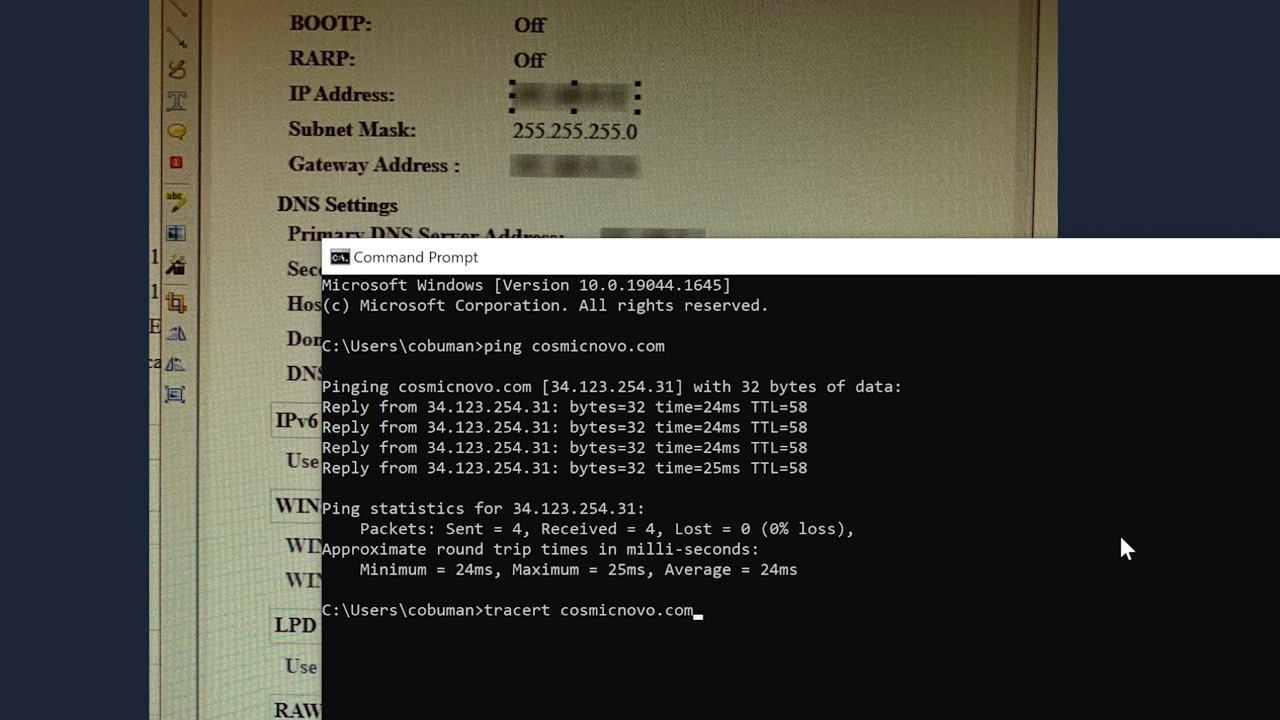 BOOTP: Off
RARP: Off
IP Address:
Subnet Mask: 255.255.255.0
Gateway Address :
DNS Settings
Primary DNS Server Address:
Command Prompt
Microsoft Windows [Version 10.0.19044.1645]
(c) Microsoft Corporation. All rights reserved.
C:\Users\cobuman>ping cosmicnovo.com
Pinging cosmicnovo.com [34.123.254.31] with 32 bytes of data:
Reply from 34.123.254.31: bytes=32 time=24ms TTL=58
Reply from 34.123.254.31: bytes=32 time=24ms TTL=58
Reply from 34.123.254.31: bytes=32 time=24ms TTL=58
Reply from 34.123.254.31: bytes=32 time=25ms TTL=58
Ping statistics for 34.123.254.31:
Packets: Sent = 4, Received = 4, Lost = 0 (0% loss),
Approximate round trip times in milli-seconds:
Minimum = 24ms, Maximum = 25ms, Average = 24ms
C:\Users\cobuman>tracert cosmicnovo.com
DNS
IPv6
Use
WIN
LPD
Use
RAW